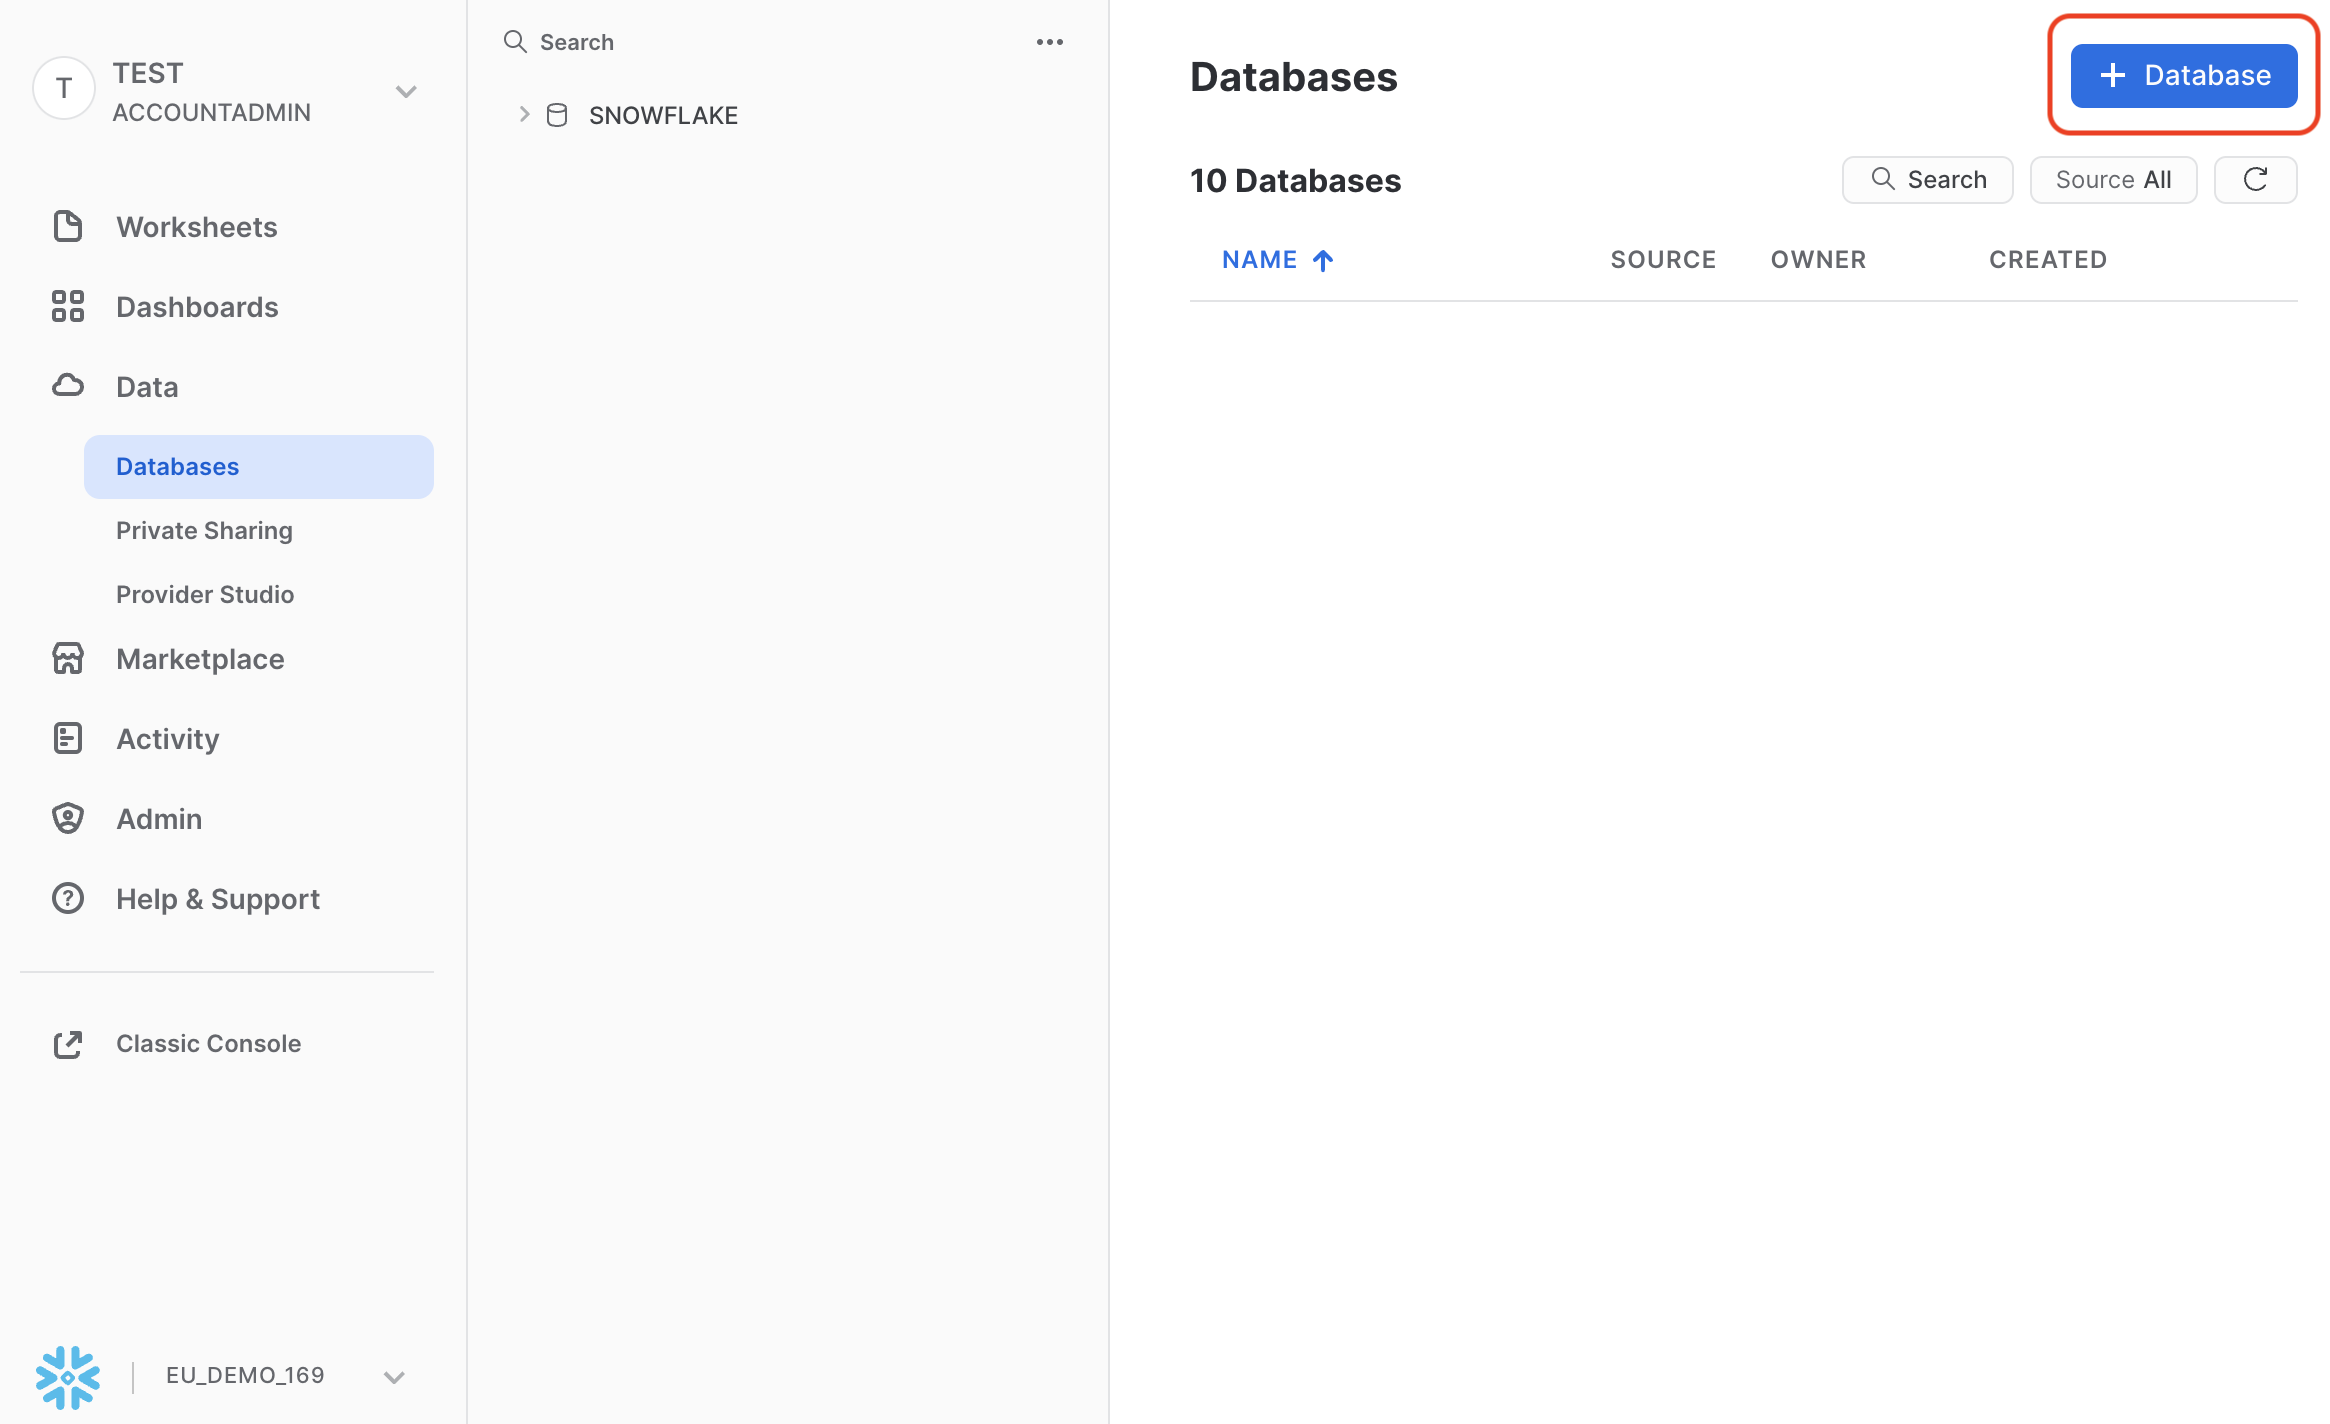 T
TEST
ACCOUNTADMIN
Worksheets
Dashboards
Data
Databases
Private Sharing
Provider Studio
Marketplace
Activity
Admin
Help & Support
Classic Console
EU_DEMO_169
Search
SNOWFLAKE
Databases
+ Database
10 Databases
Search
Source All
NAME SOURCE OWNER CREATED